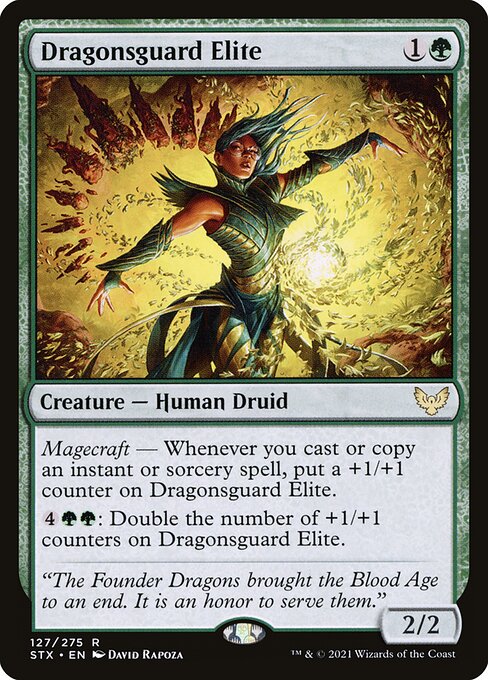 Dragonsguard Elite 1
Creature — Human Druid
Magecraft — Whenever you cast or copy
an instant or sorcery spell, put a +1/+1
counter on Dragonsguard Elite.
4: Double the number of +1/+1
counters on Dragonsguard Elite.
“The Founder Dragons brought the Blood Age
to an end. It is an honor to serve them.”
2/2
127/275 R
STX • EN DAVID RAPOZA
™ & © 2021 Wizards of the Coast